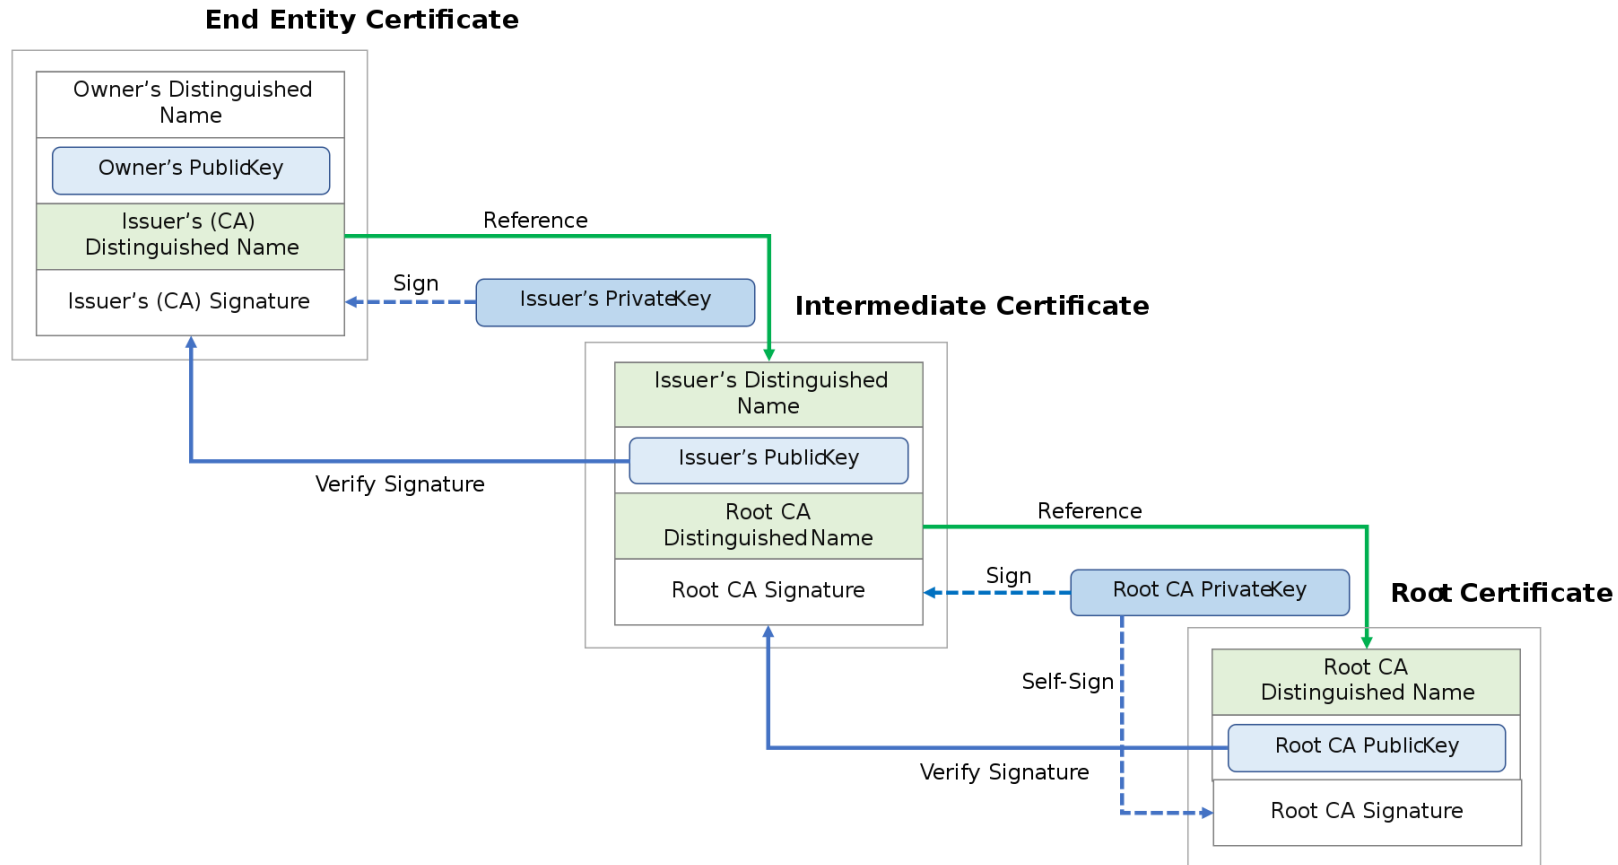 End Entity Certificate
Owner’s Distinguished
Name
Owner’s PublicKey
Issuer’s (CA)
Distinguished Name
Reference
Issuer’s (CA) Signature
Sign
Issuer’s PrivateKey
Verify Signature
Intermediate Certificate
Issuer’s Distinguished
Name
Issuer’s PublicKey
Root CA
Distinguished Name
Reference
Root CA Signature
Sign
Root CA PrivateKey
Self-Sign
Verify Signature
Root Certificate
Root CA
Distinguished Name
Root CA PublicKey
Root CA Signature